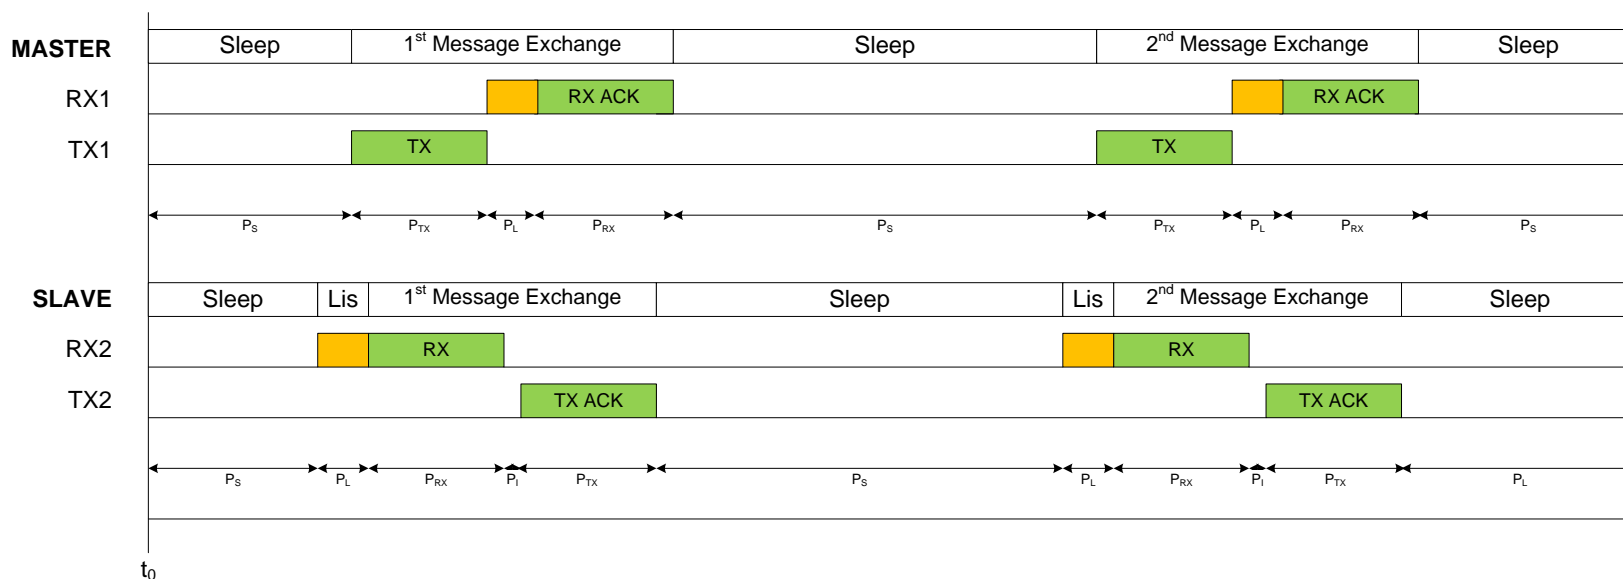 MASTER Sleep 1st Message Exchange Sleep 2nd Message Exchange Sleep
RX1 RX ACK RX ACK
TX1 TX TX
PS PTX PL PRX PS PTX PL PRX PS
SLAVE Sleep Lis 1st Message Exchange Sleep Lis 2nd Message Exchange Sleep
RX2 RX RX
TX2 TX ACK TX ACK
PS PL PRX PI PTX PS PL PRX PI PTX PL
t0